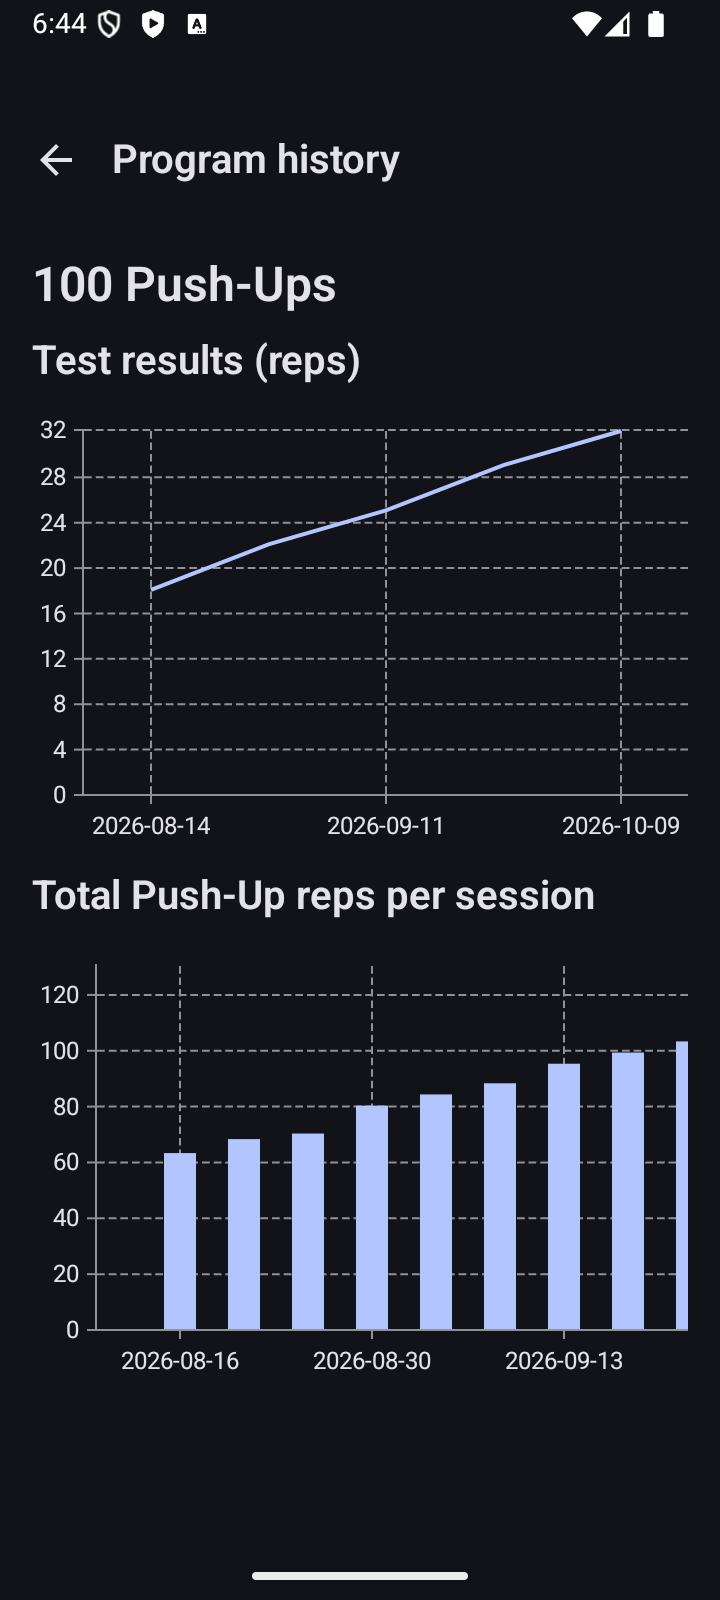 6:44
Program history
100 Push-Ups
Test results (reps)
32
28
24
20
16
12
8
4
0
2026-08-14 2026-09-11 2026-10-09
Total Push-Up reps per session
120
100
80
60
40
20
0
2026-08-16 2026-08-30 2026-09-13